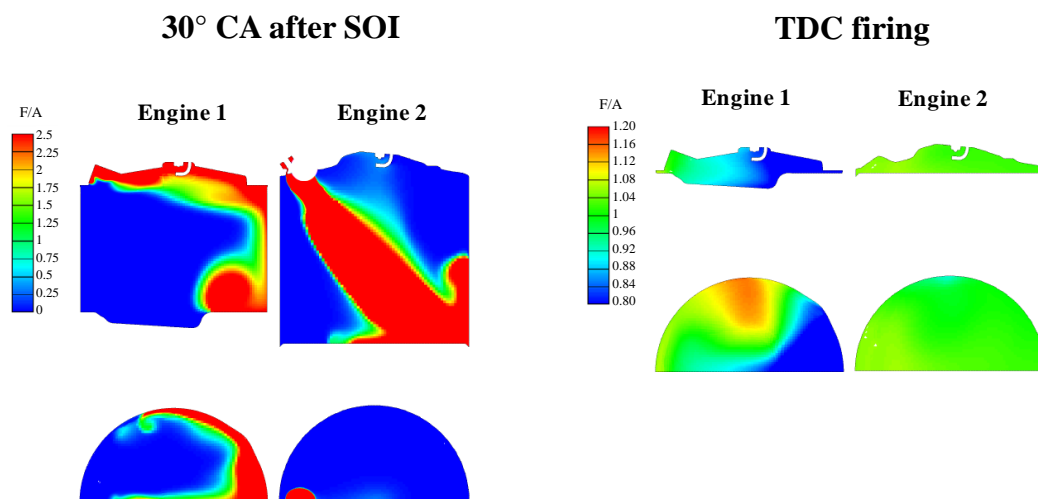 30° CA after SOI
TDC firing
F/A
Engine 1
Engine 2
2.5
2.25
2
1.75
1.5
1.25
1
0.75
0.5
0.25
0
F/A
Engine 1
Engine 2
1.20
1.16
1.12
1.08
1.04
1
0.96
0.92
0.88
0.84
0.80